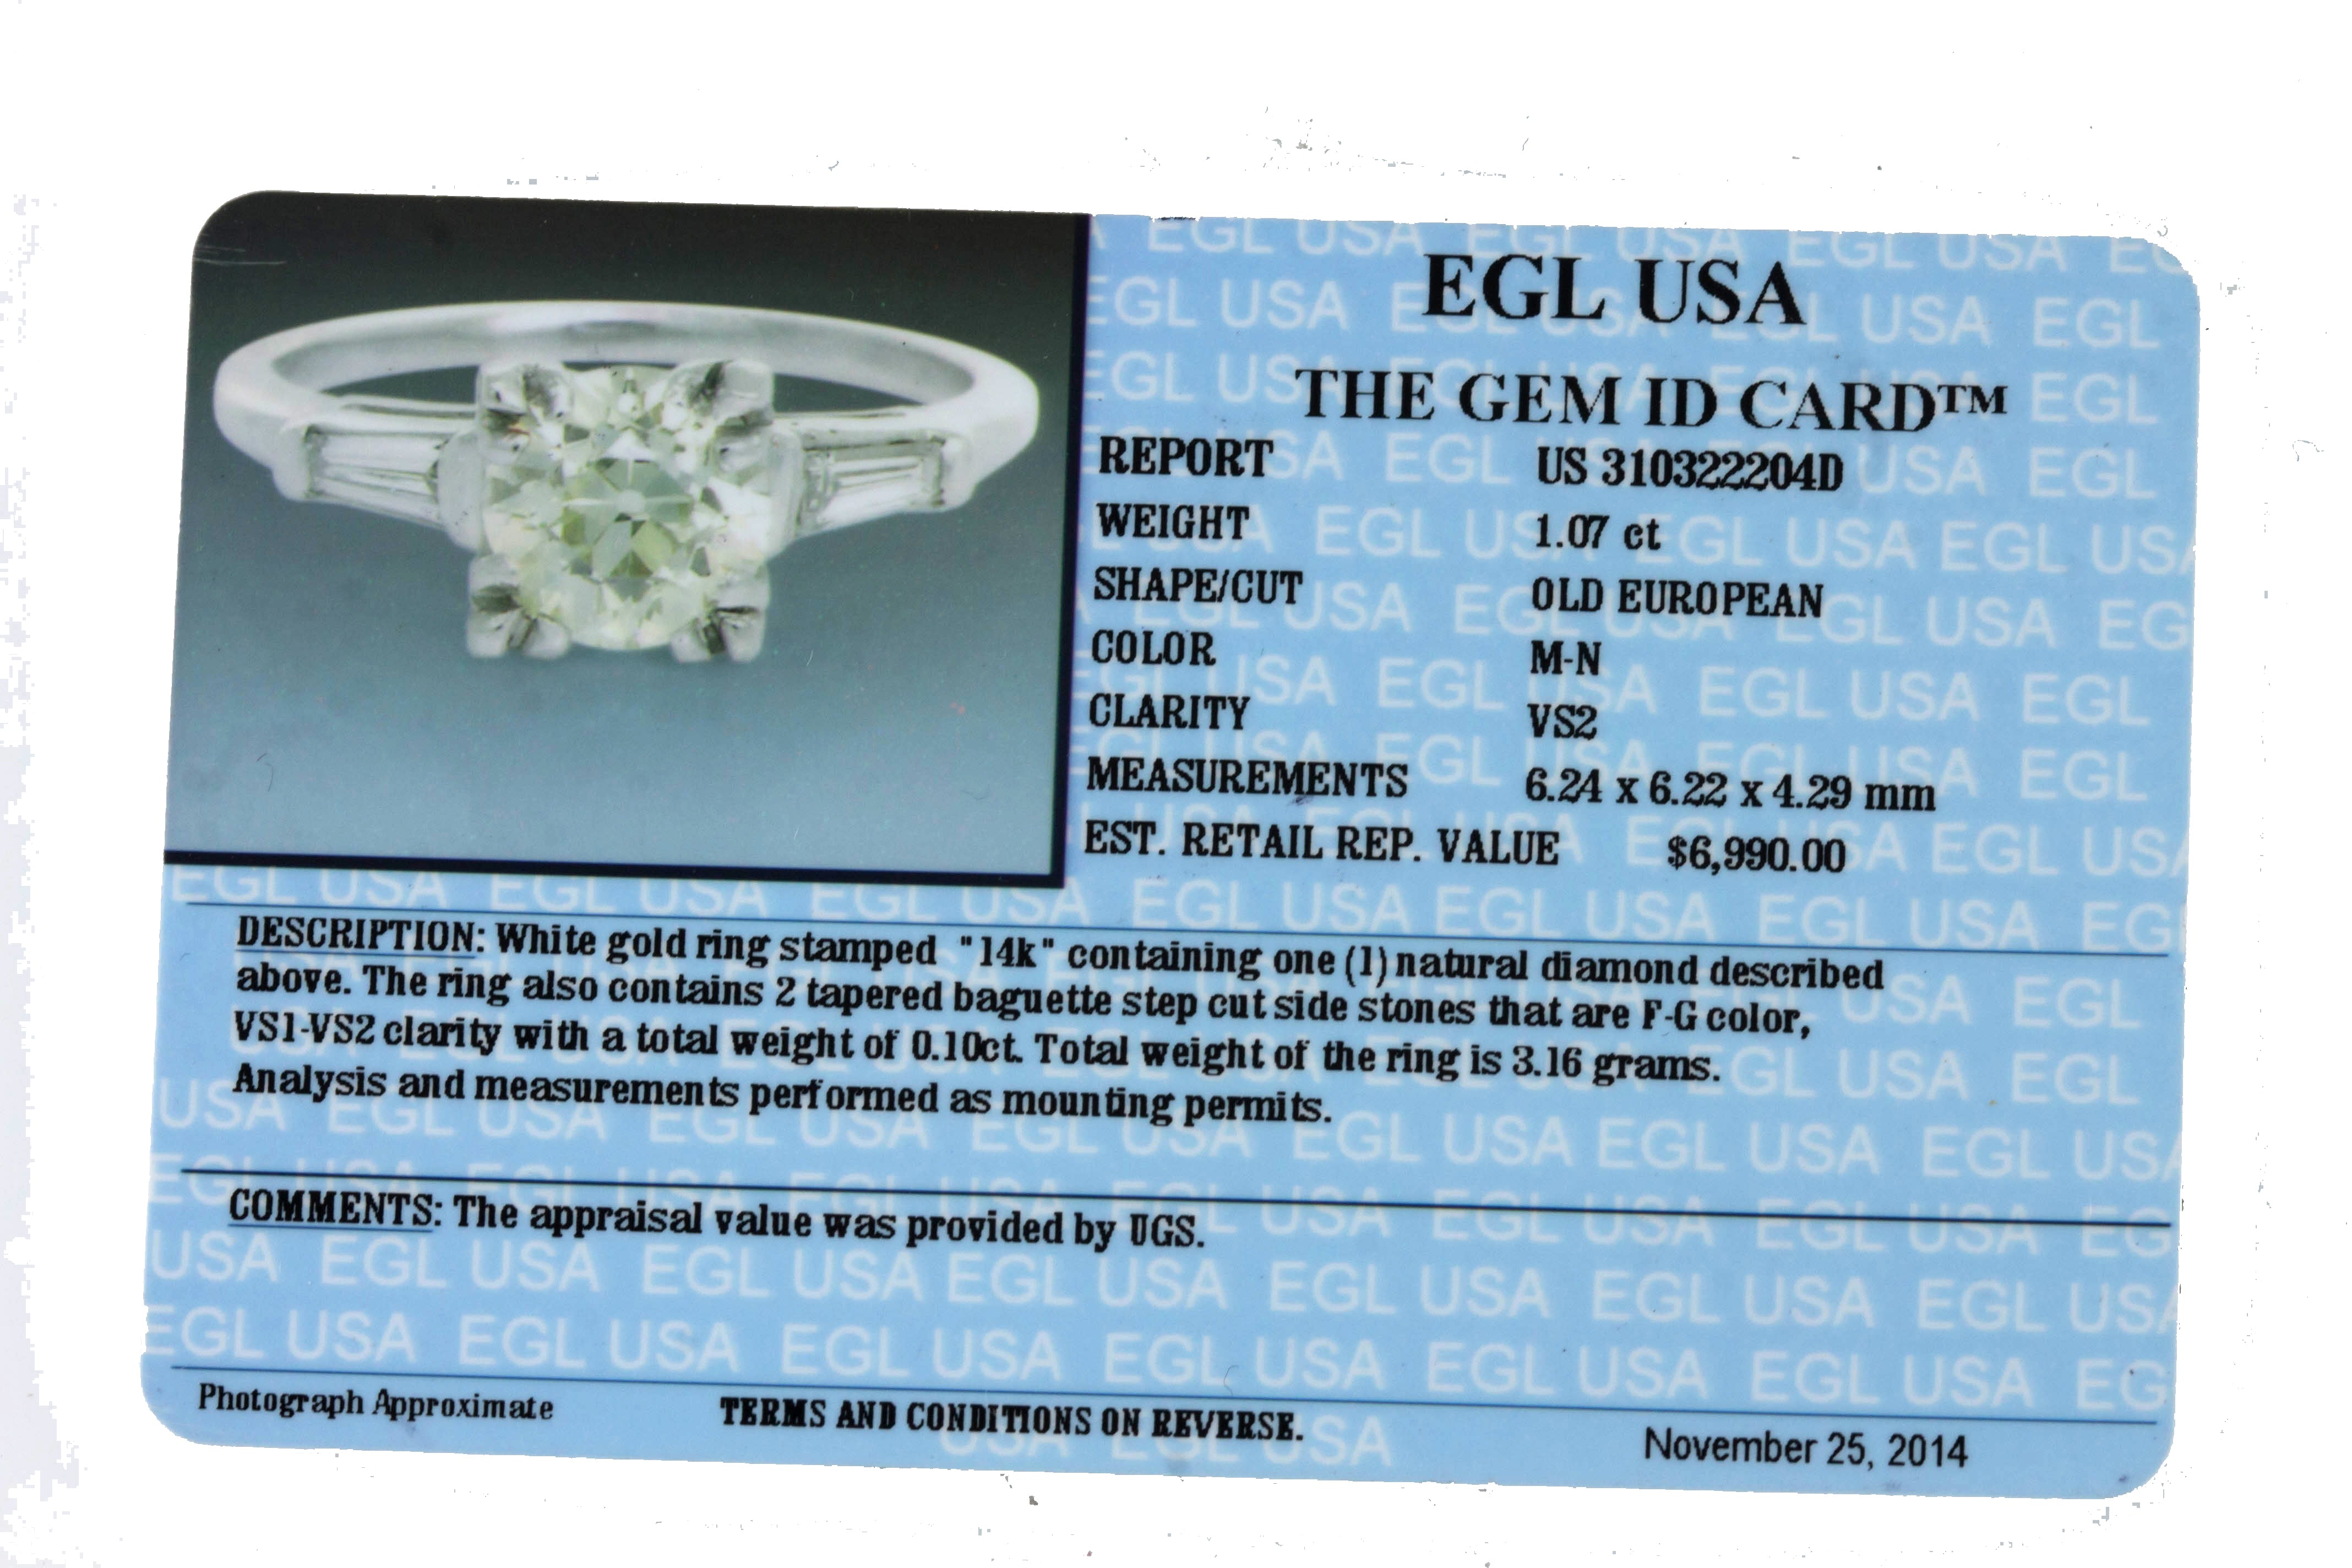 EGL USA
THE GEM ID CARD™
REPORT US 310322204D
WEIGHT 1.07 ct
SHAPE/CUT OLD EUROPEAN
COLOR M-N
CLARITY VS2
MEASUREMENTS 6.24 x 6.22 x 4.29 mm
EST. RETAIL REP. VALUE $6,990.00
DESCRIPTION: White gold ring stamped "14k" containing one (1) natural diamond described
above. The ring also contains 2 tapered baguette step cut side stones that are F-G color,
VS1-VS2 clarity with a total weight of 0.10ct. Total weight of the ring is 3.16 grams.
Analysis and measurements performed as mounting permits.
COMMENTS: The appraisal value was provided by UGS.
Photograph Approximate TERMS AND CONDITIONS ON REVERSE. November 25, 2014